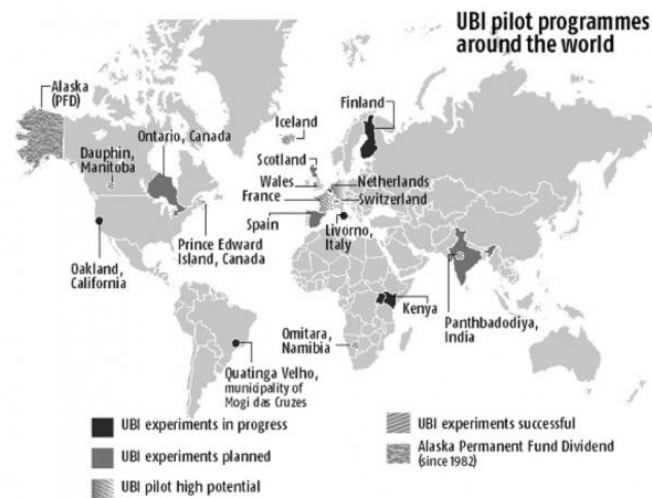 UBI pilot programmes
around the world
Alaska
(PFD)
Iceland
Finland
Ontario, Canada
Dauphin,
Manitoba
Scotland
Wales
Netherlands
France
Switzerland
Spain
Livorno,
Italy
Prince Edward
Island, Canada
Oakland,
California
Kenya
Panthbadodiya,
India
Omitara,
Namibia
Quatinga Velho,
municipality of
Mogi das Cruzes
UBI experiments in progress
UBI experiments planned
UBI pilot high potential
UBI experiments successful
Alaska Permanent Fund Dividend
(since 1982)